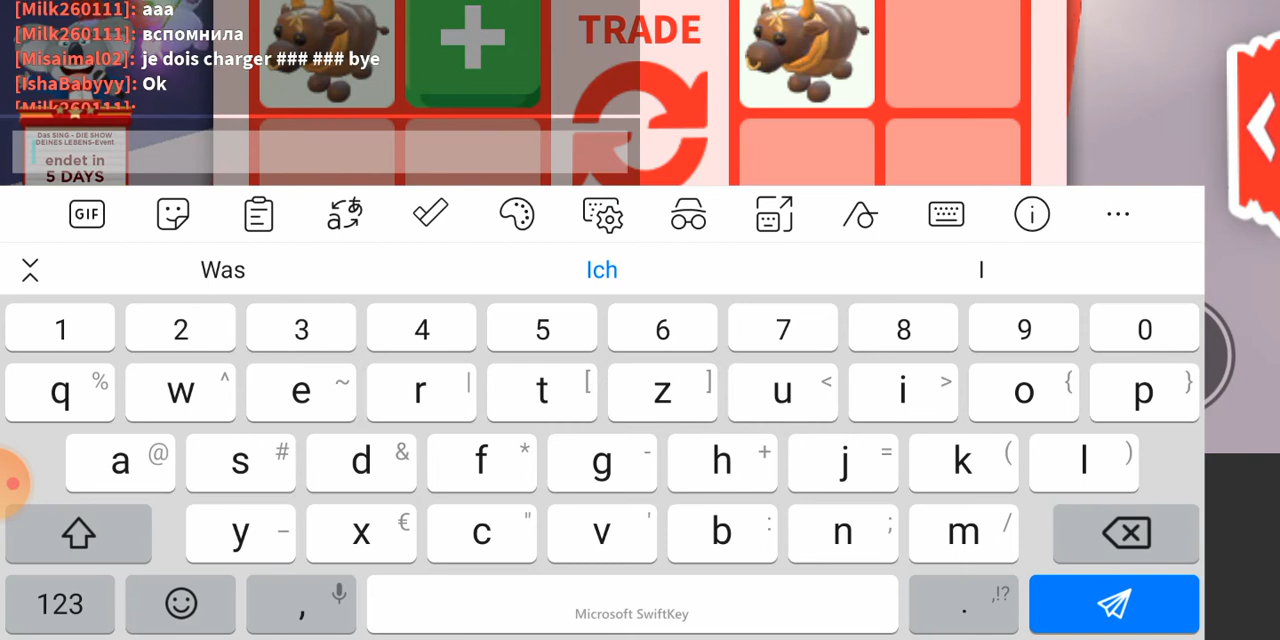 [Milk260111]: aaa
[Milk260111]: вспомнила
[Misaimal02]: je dois charger ### ### bye
[IshaBabyyy]: Ok
[Milk260111]:
TRADE
Das SING - DIE SHOW
DEINES LEBENS-Event
endet in
5 DAYS
GIF
Was Ich I
1 2 3 4 5 6 7 8 9 0
q % w ^ e ~ r | t [ z ] u < i > o { p }
a @ s # d & f * g - h + j = k ( l )
y _ x € c " v ' b : n ; m /
123 , Microsoft SwiftKey . ,!?